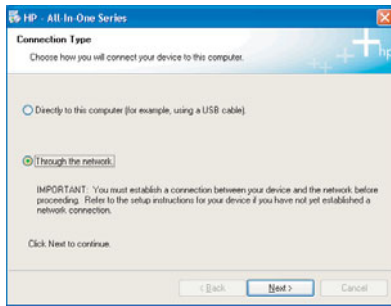 HP - All-In-One Series
Connection Type
Choose how you will connect your device to this computer.
hp
Directly to this computer (for example, using a USB cable).
Through the network.
IMPORTANT: You must establish a connection between your device and the network before
proceeding. Refer to the setup instructions for your device if you have not yet established a
network connection.
Click Next to continue.
< Back Next > Cancel